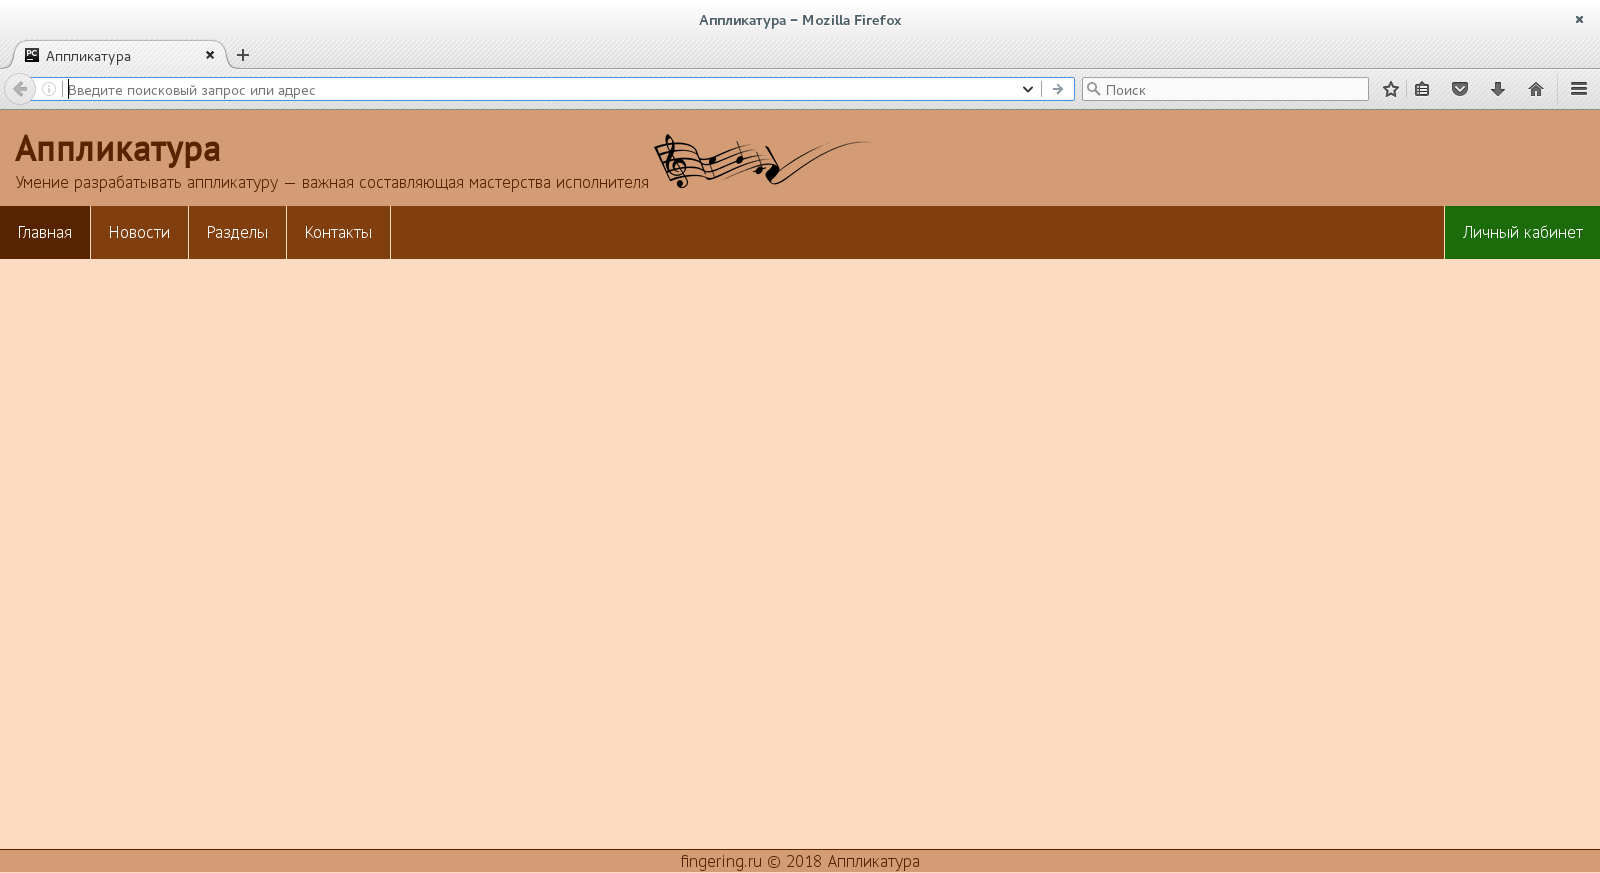 Аппликатура – Mozilla Firefox
PC Аппликатура
Введите поисковый запрос или адрес Поиск
Аппликатура
Умение разрабатывать аппликатуру — важная составляющая мастерства исполнителя
Главная Новости Разделы Контакты Личный кабинет
fingering.ru © 2018 Аппликатура